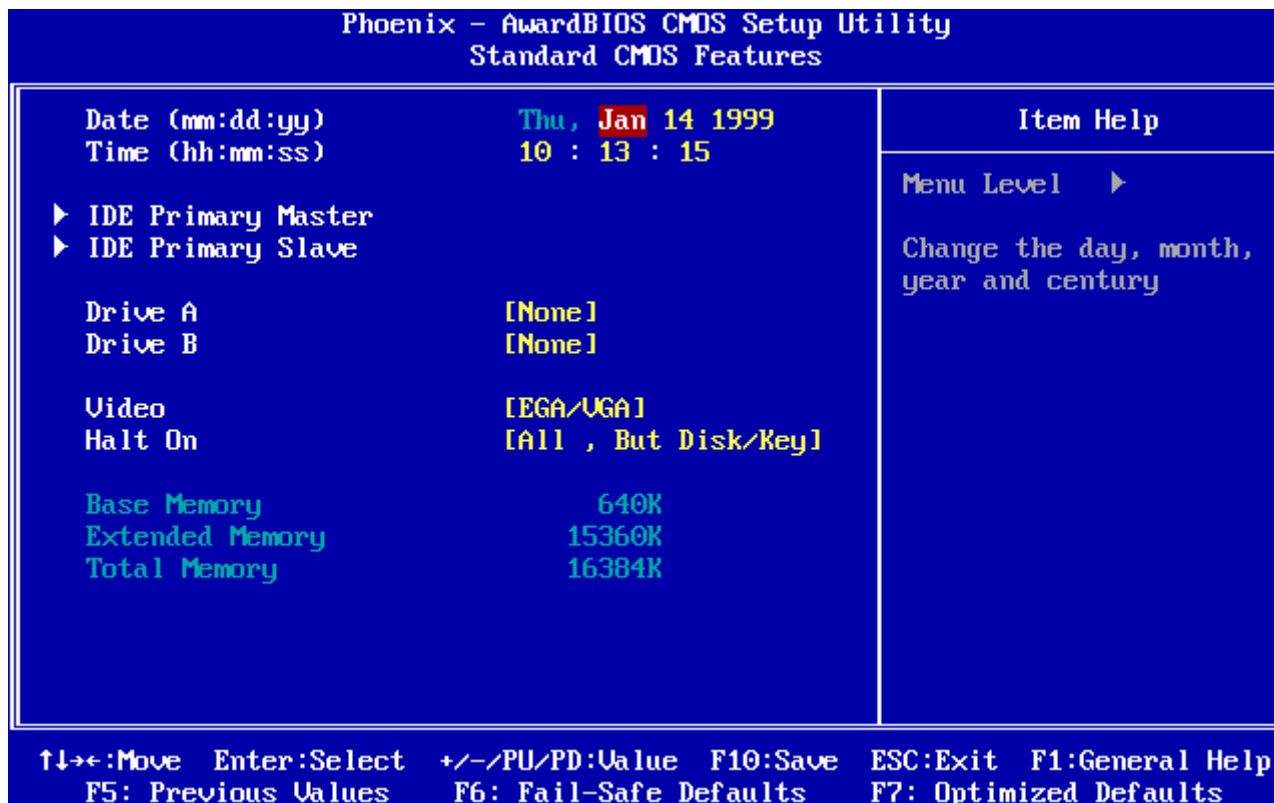 Phoenix - AwardBIOS CMOS Setup Utility
Standard CMOS Features
Date (mm:dd:yy) Thu, Jan 14 1999
Time (hh:mm:ss) 10 : 13 : 15
▶ IDE Primary Master
▶ IDE Primary Slave
Drive A [None]
Drive B [None]
Video [EGA/VGA]
Halt On [All , But Disk/Key]
Base Memory 640K
Extended Memory 15360K
Total Memory 16384K
Item Help
Menu Level ▶
Change the day, month,
year and century
↑↓→←:Move Enter:Select +/-/PU/PD:Value F10:Save ESC:Exit F1:General Help
F5: Previous Values F6: Fail-Safe Defaults F7: Optimized Defaults